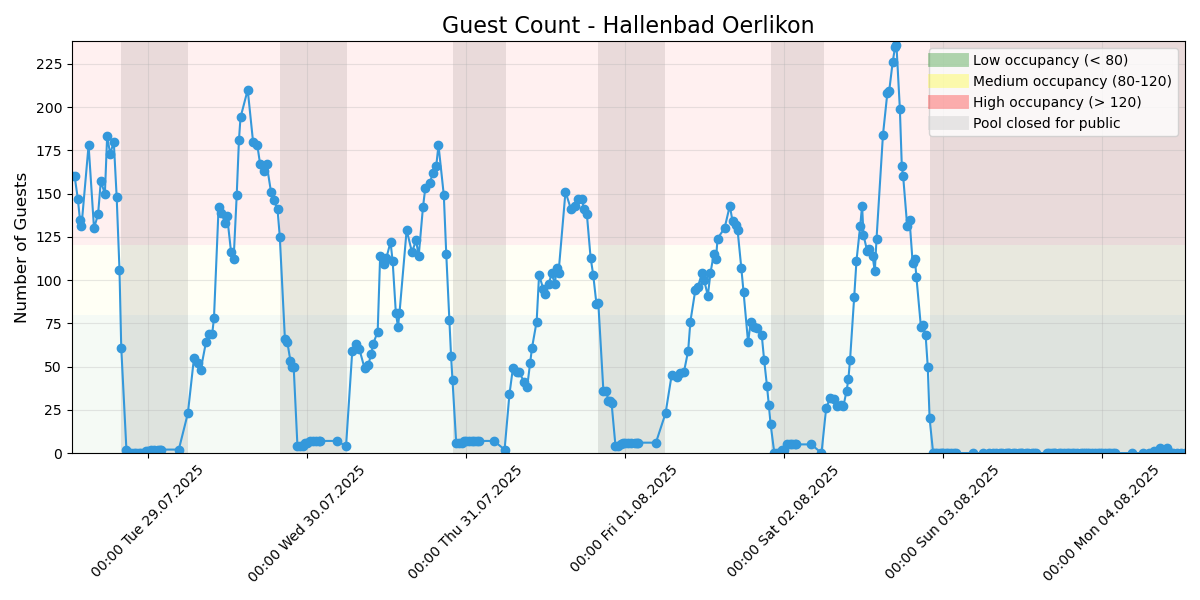 Guest Count - Hallenbad Oerlikon
Number of Guests
225
200
175
150
125
100
75
50
25
0
Low occupancy (< 80)
Medium occupancy (80-120)
High occupancy (> 120)
Pool closed for public
00:00 Tue 29.07.2025
00:00 Wed 30.07.2025
00:00 Thu 31.07.2025
00:00 Fri 01.08.2025
00:00 Sat 02.08.2025
00:00 Sun 03.08.2025
00:00 Mon 04.08.2025